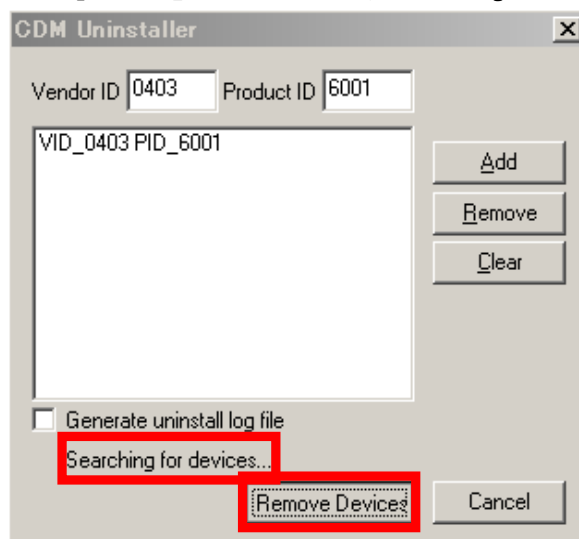 CDM Uninstaller
Vendor ID 0403 Product ID 6001
VID_0403 PID_6001
Add
Remove
Clear
Generate uninstall log file
Searching for devices...
Remove Devices Cancel